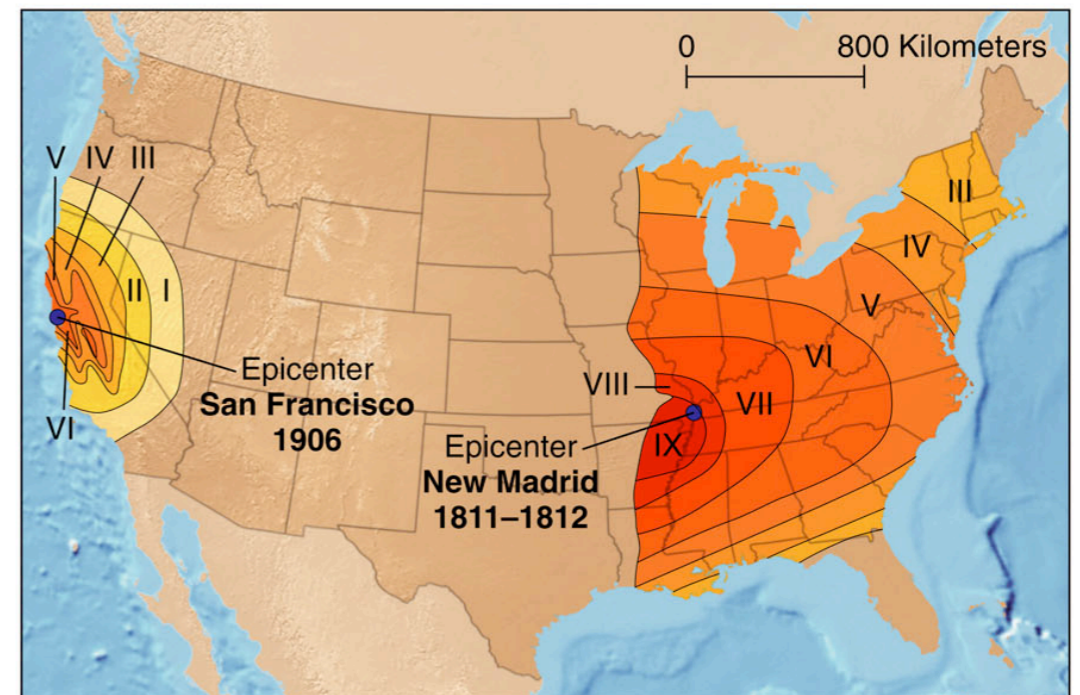 0 800 Kilometers
V IV III
III
IV
II I
V
Epicenter
San Francisco
1906
VI
VIII
VII
VI
Epicenter
New Madrid
1811–1812
IX